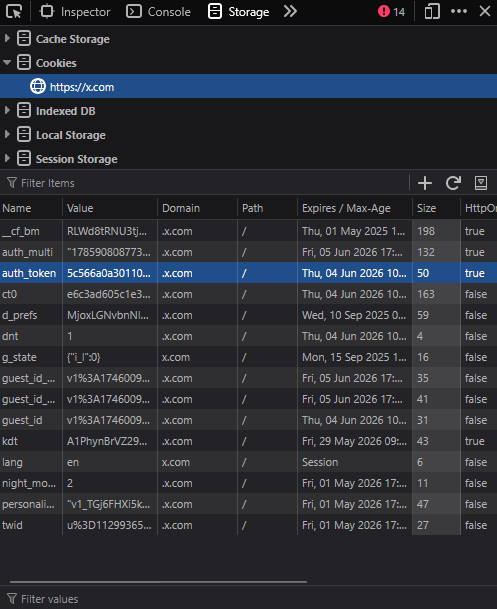 Inspector Console Storage 14
Cache Storage
Cookies
https://x.com
Indexed DB
Local Storage
Session Storage
Filter Items
Name Value Domain Path Expires / Max-Age Size HttpOn
__cf_bm RLWd8tRNU3tj... .x.com / Thu, 01 May 2025 1... 198 true
auth_multi "178590808773... .x.com / Fri, 05 Jun 2026 17:... 132 true
auth_token 5c566a0a30110... .x.com / Thu, 04 Jun 2026 10... 50 true
ct0 e6c3ad605c1e3... .x.com / Thu, 04 Jun 2026 10... 163 false
d_prefs MjoxLGNvbnNl... .x.com / Wed, 10 Sep 2025 0... 59 false
dnt 1 .x.com / Thu, 04 Jun 2026 10... 4 false
g_state {"i_l":0} x.com / Mon, 15 Sep 2025 1... 16 false
guest_id_... v1%3A1746009... .x.com / Fri, 05 Jun 2026 17:... 35 false
guest_id_... v1%3A1746009... .x.com / Fri, 05 Jun 2026 17:... 41 false
guest_id v1%3A1746009... .x.com / Thu, 04 Jun 2026 10... 31 false
kdt A1PhynBrVZ29... .x.com / Fri, 29 May 2026 09:... 43 true
lang en x.com / Session 6 false
night_mo... 2 .x.com / Fri, 01 May 2026 17:... 11 false
personali... "v1_TGj6FHXi5k... .x.com / Fri, 01 May 2026 17:... 47 false
twid u%3D11299365... .x.com / Fri, 01 May 2026 17:... 27 false
Filter values